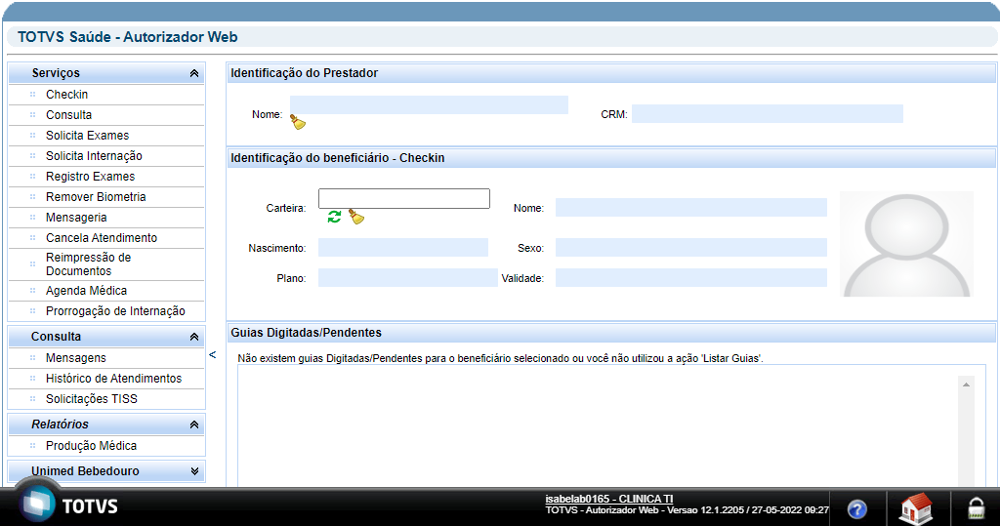 TOTVS Saúde - Autorizador Web
Serviços
Checkin
Consulta
Solicita Exames
Solicita Internação
Registro Exames
Remover Biometria
Mensageria
Cancela Atendimento
Reimpressão de
Documentos
Agenda Médica
Prorrogação de Internação
Consulta
Mensagens
Histórico de Atendimentos
Solicitações TISS
Relatórios
Produção Médica
Unimed Bebedouro
<
Identificação do Prestador
Nome:
CRM:
Identificação do beneficiário - Checkin
Carteira:
Nome:
Nascimento:
Sexo:
Plano:
Validade:
Guias Digitadas/Pendentes
Não existem guias Digitadas/Pendentes para o beneficiário selecionado ou você não utilizou a ação 'Listar Guias'.
TOTVS
isabelab0165 - CLINICA TI
TOTVS - Autorizador Web - Versao 12.1.2205 / 27-05-2022 09:27
?